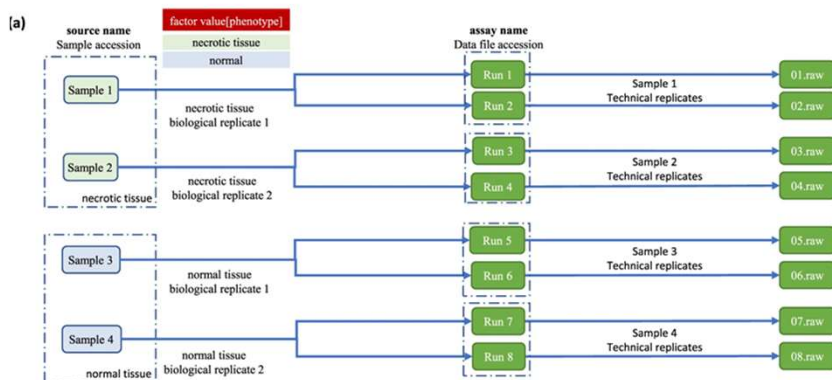 (a)
source name
Sample accession
factor value[phenotype]
necrotic tissue
normal
assay name
Data file accession
Sample 1
necrotic tissue
biological replicate 1
Run 1
Run 2
Sample 1
Technical replicates
01.raw
02.raw
Sample 2
necrotic tissue
necrotic tissue
biological replicate 2
Run 3
Run 4
Sample 2
Technical replicates
03.raw
04.raw
Sample 3
normal tissue
biological replicate 1
Run 5
Run 6
Sample 3
Technical replicates
05.raw
06.raw
Sample 4
normal tissue
normal tissue
biological replicate 2
Run 7
Run 8
Sample 4
Technical replicates
07.raw
08.raw